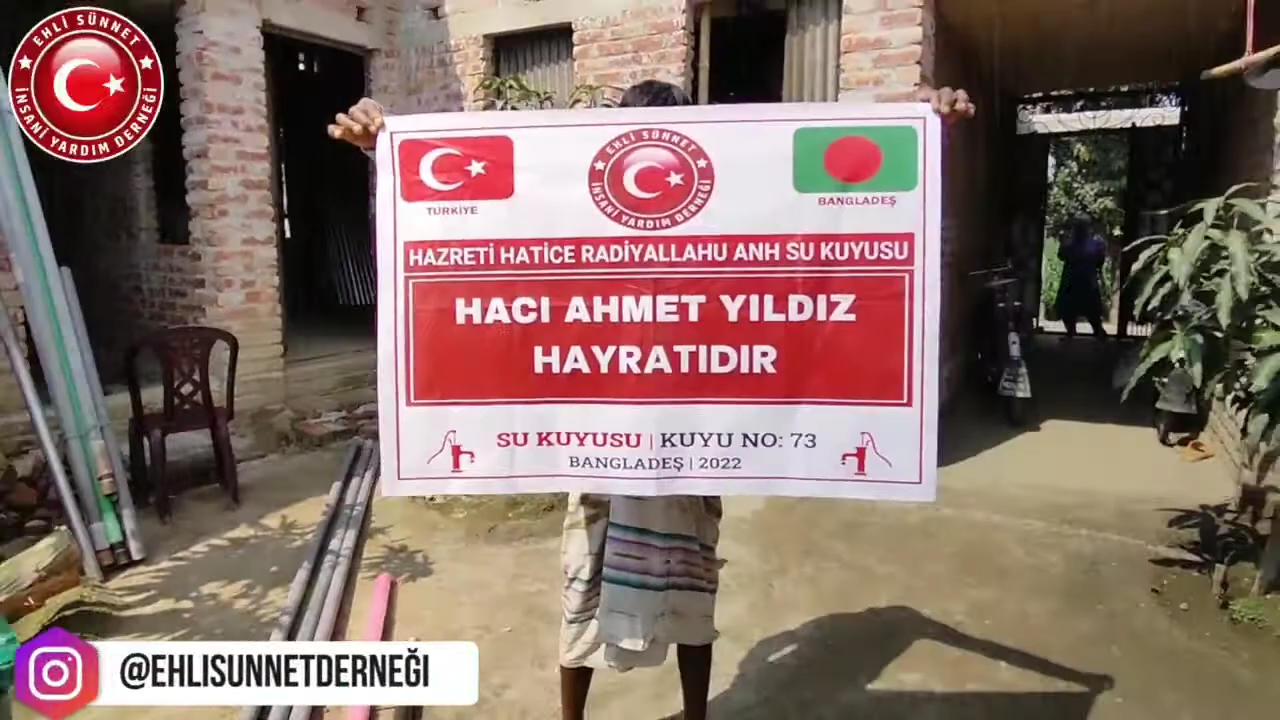 EHLİ SÜNNET
İNSANİ YARDIM DERNEĞİ
EHLİ SÜNNET
İNSANİ YARDIM DERNEĞİ
TÜRKİYE
BANGLADEŞ
HAZRETİ HATİCE RADİYALLAHU ANH SU KUYUSU
HACI AHMET YILDIZ
HAYRATIDIR
SU KUYUSU | KUYU NO: 73
BANGLADEŞ | 2022
@EHLISUNNETDERNEĞI